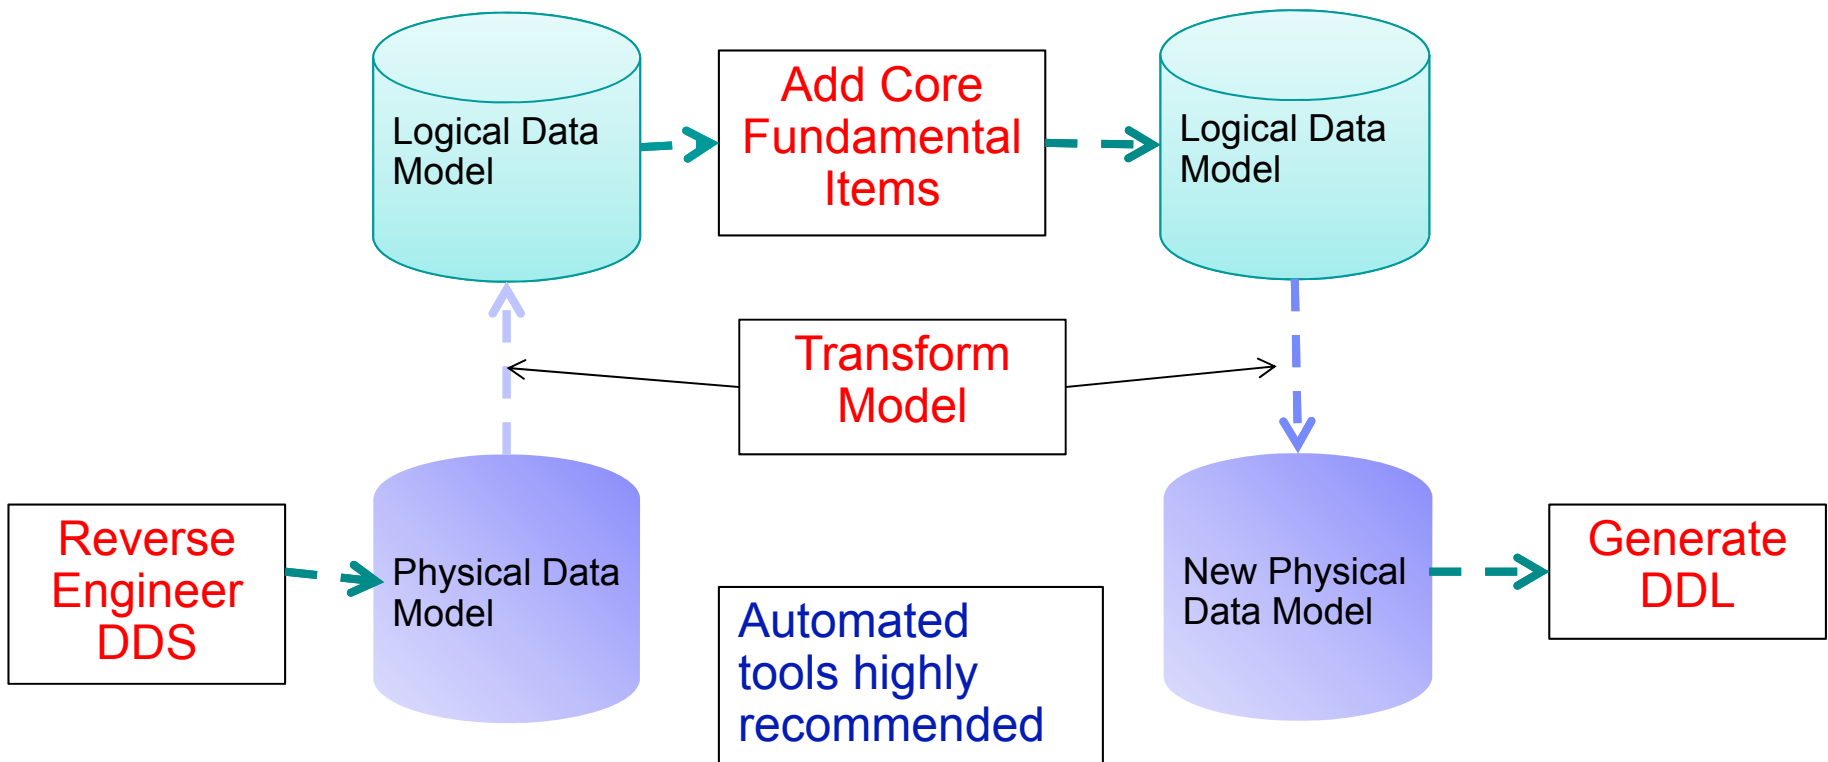 Logical Data
Model
Add Core
Fundamental
Items
Logical Data
Model
Transform
Model
Reverse
Engineer
DDS
Physical Data
Model
Automated
tools highly
recommended
New Physical
Data Model
Generate
DDL